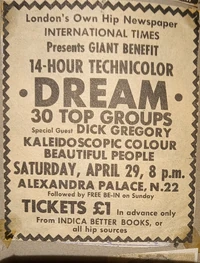 London's Own Hip Newspaper
INTERNATIONAL TIMES
Presents GIANT BENEFIT
14-HOUR TECHNICOLOR
• DREAM •
30 TOP GROUPS
Special Guest DICK GREGORY
KALEIDOSCOPIC COLOUR
BEAUTIFUL PEOPLE
SATURDAY, APRIL 29, 8 p.m.
ALEXANDRA PALACE, N.22
Followed by FREE BE-IN on Sunday
TICKETS £1 In advance only
From INDICA BETTER BOOKS, or
all hip sources